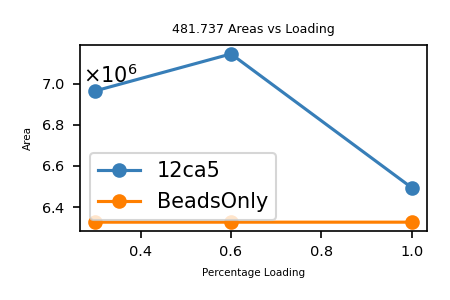 481.737 Areas vs Loading
×10⁶
7.0
6.8
6.6
6.4
Area
12ca5
BeadsOnly
0.4 0.6 0.8 1.0
Percentage Loading